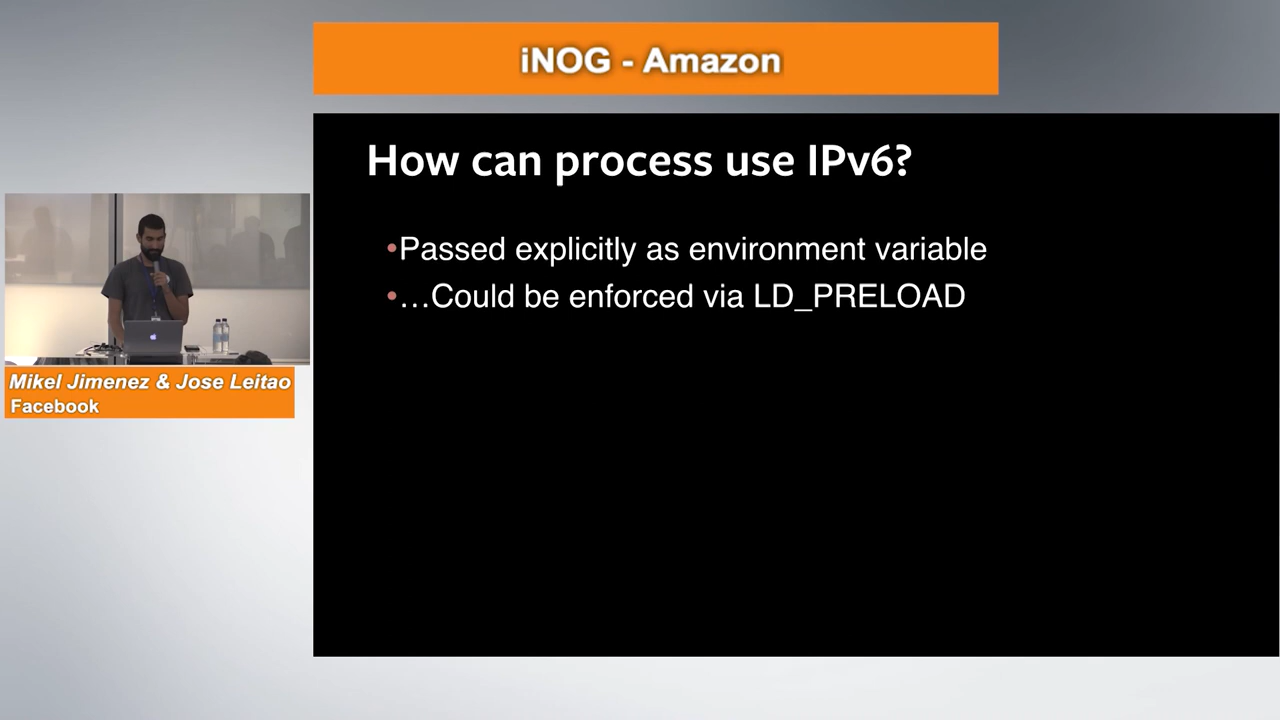 iNOG - Amazon
How can process use IPv6?
•Passed explicitly as environment variable
•…Could be enforced via LD_PRELOAD
Mikel Jimenez & Jose Leitao
Facebook